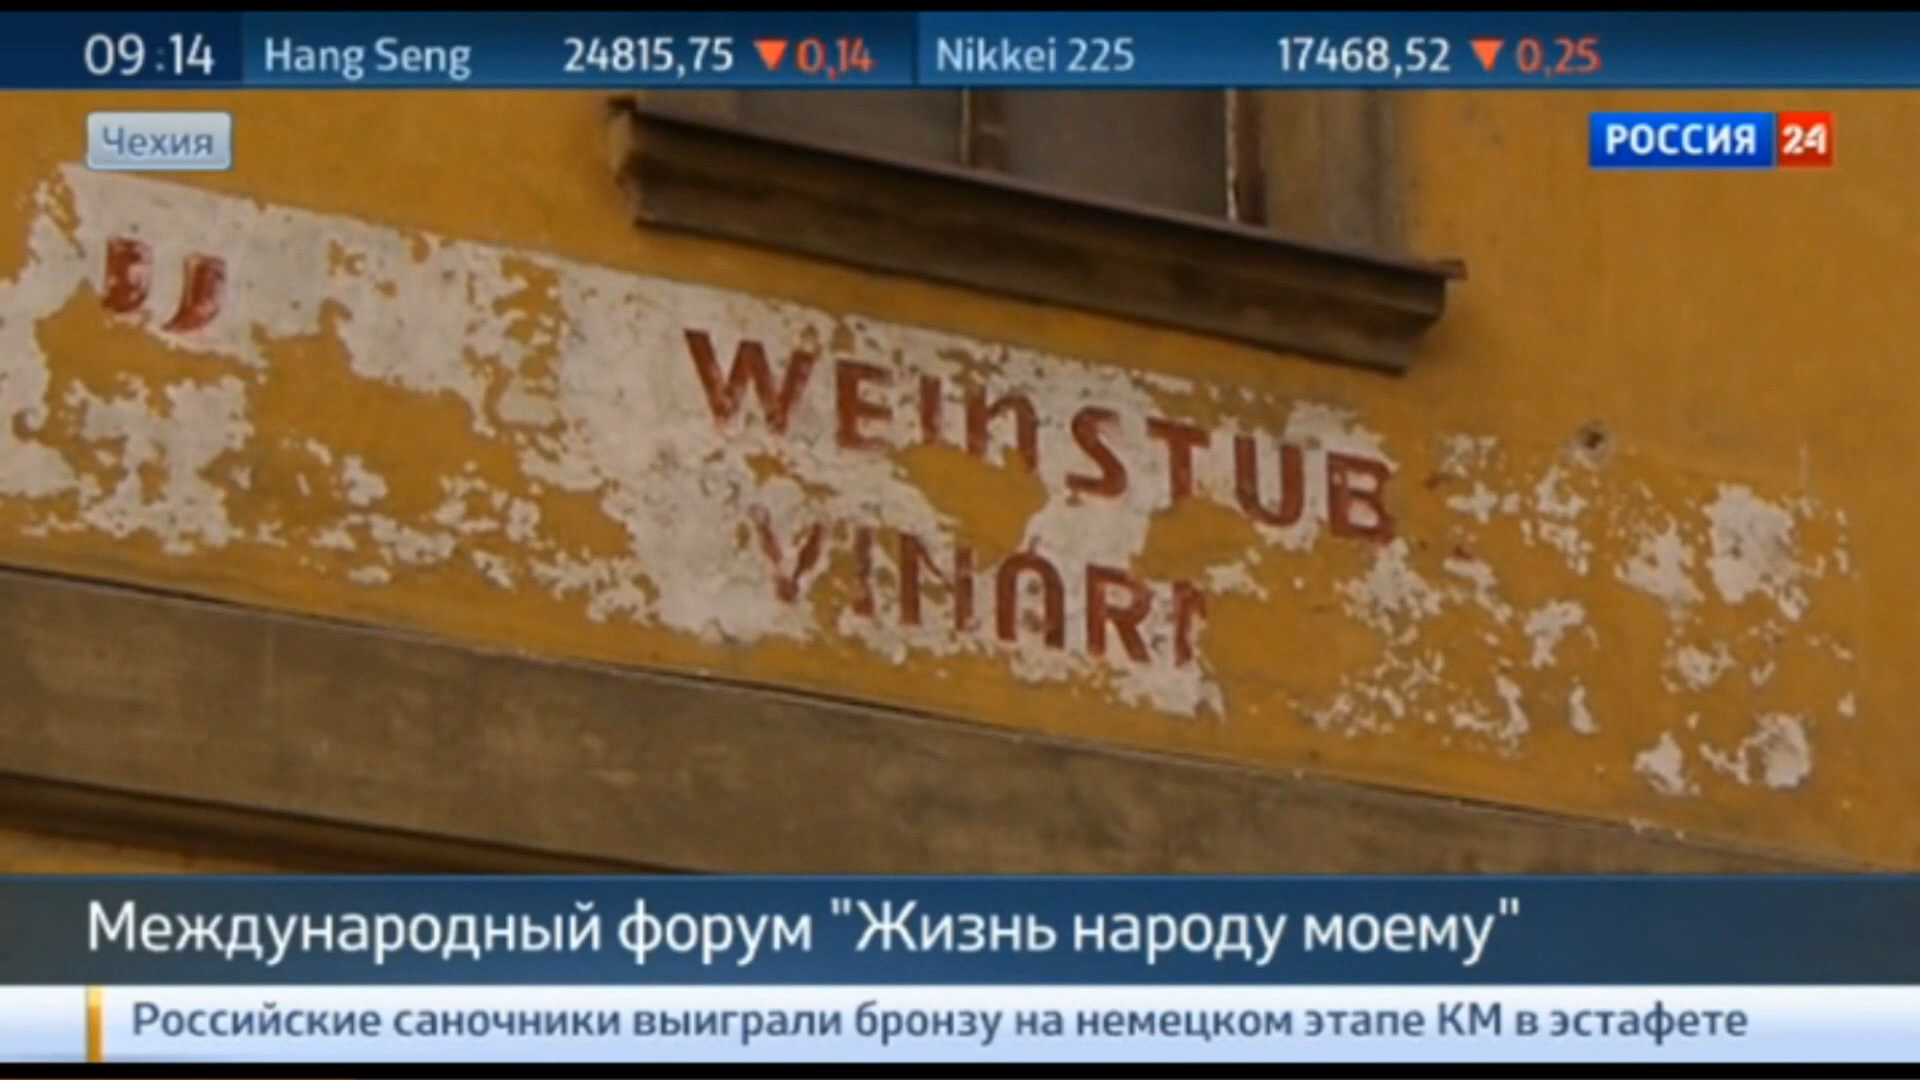 09:14 Hang Seng 24815,75 ▼0,14 Nikkei 225 17468,52 ▼0,25
Чехия
РОССИЯ 24
WEINSTUB
VINÁR
Международный форум "Жизнь народу моему"
Российские саночники выиграли бронзу на немецком этапе КМ в эстафете